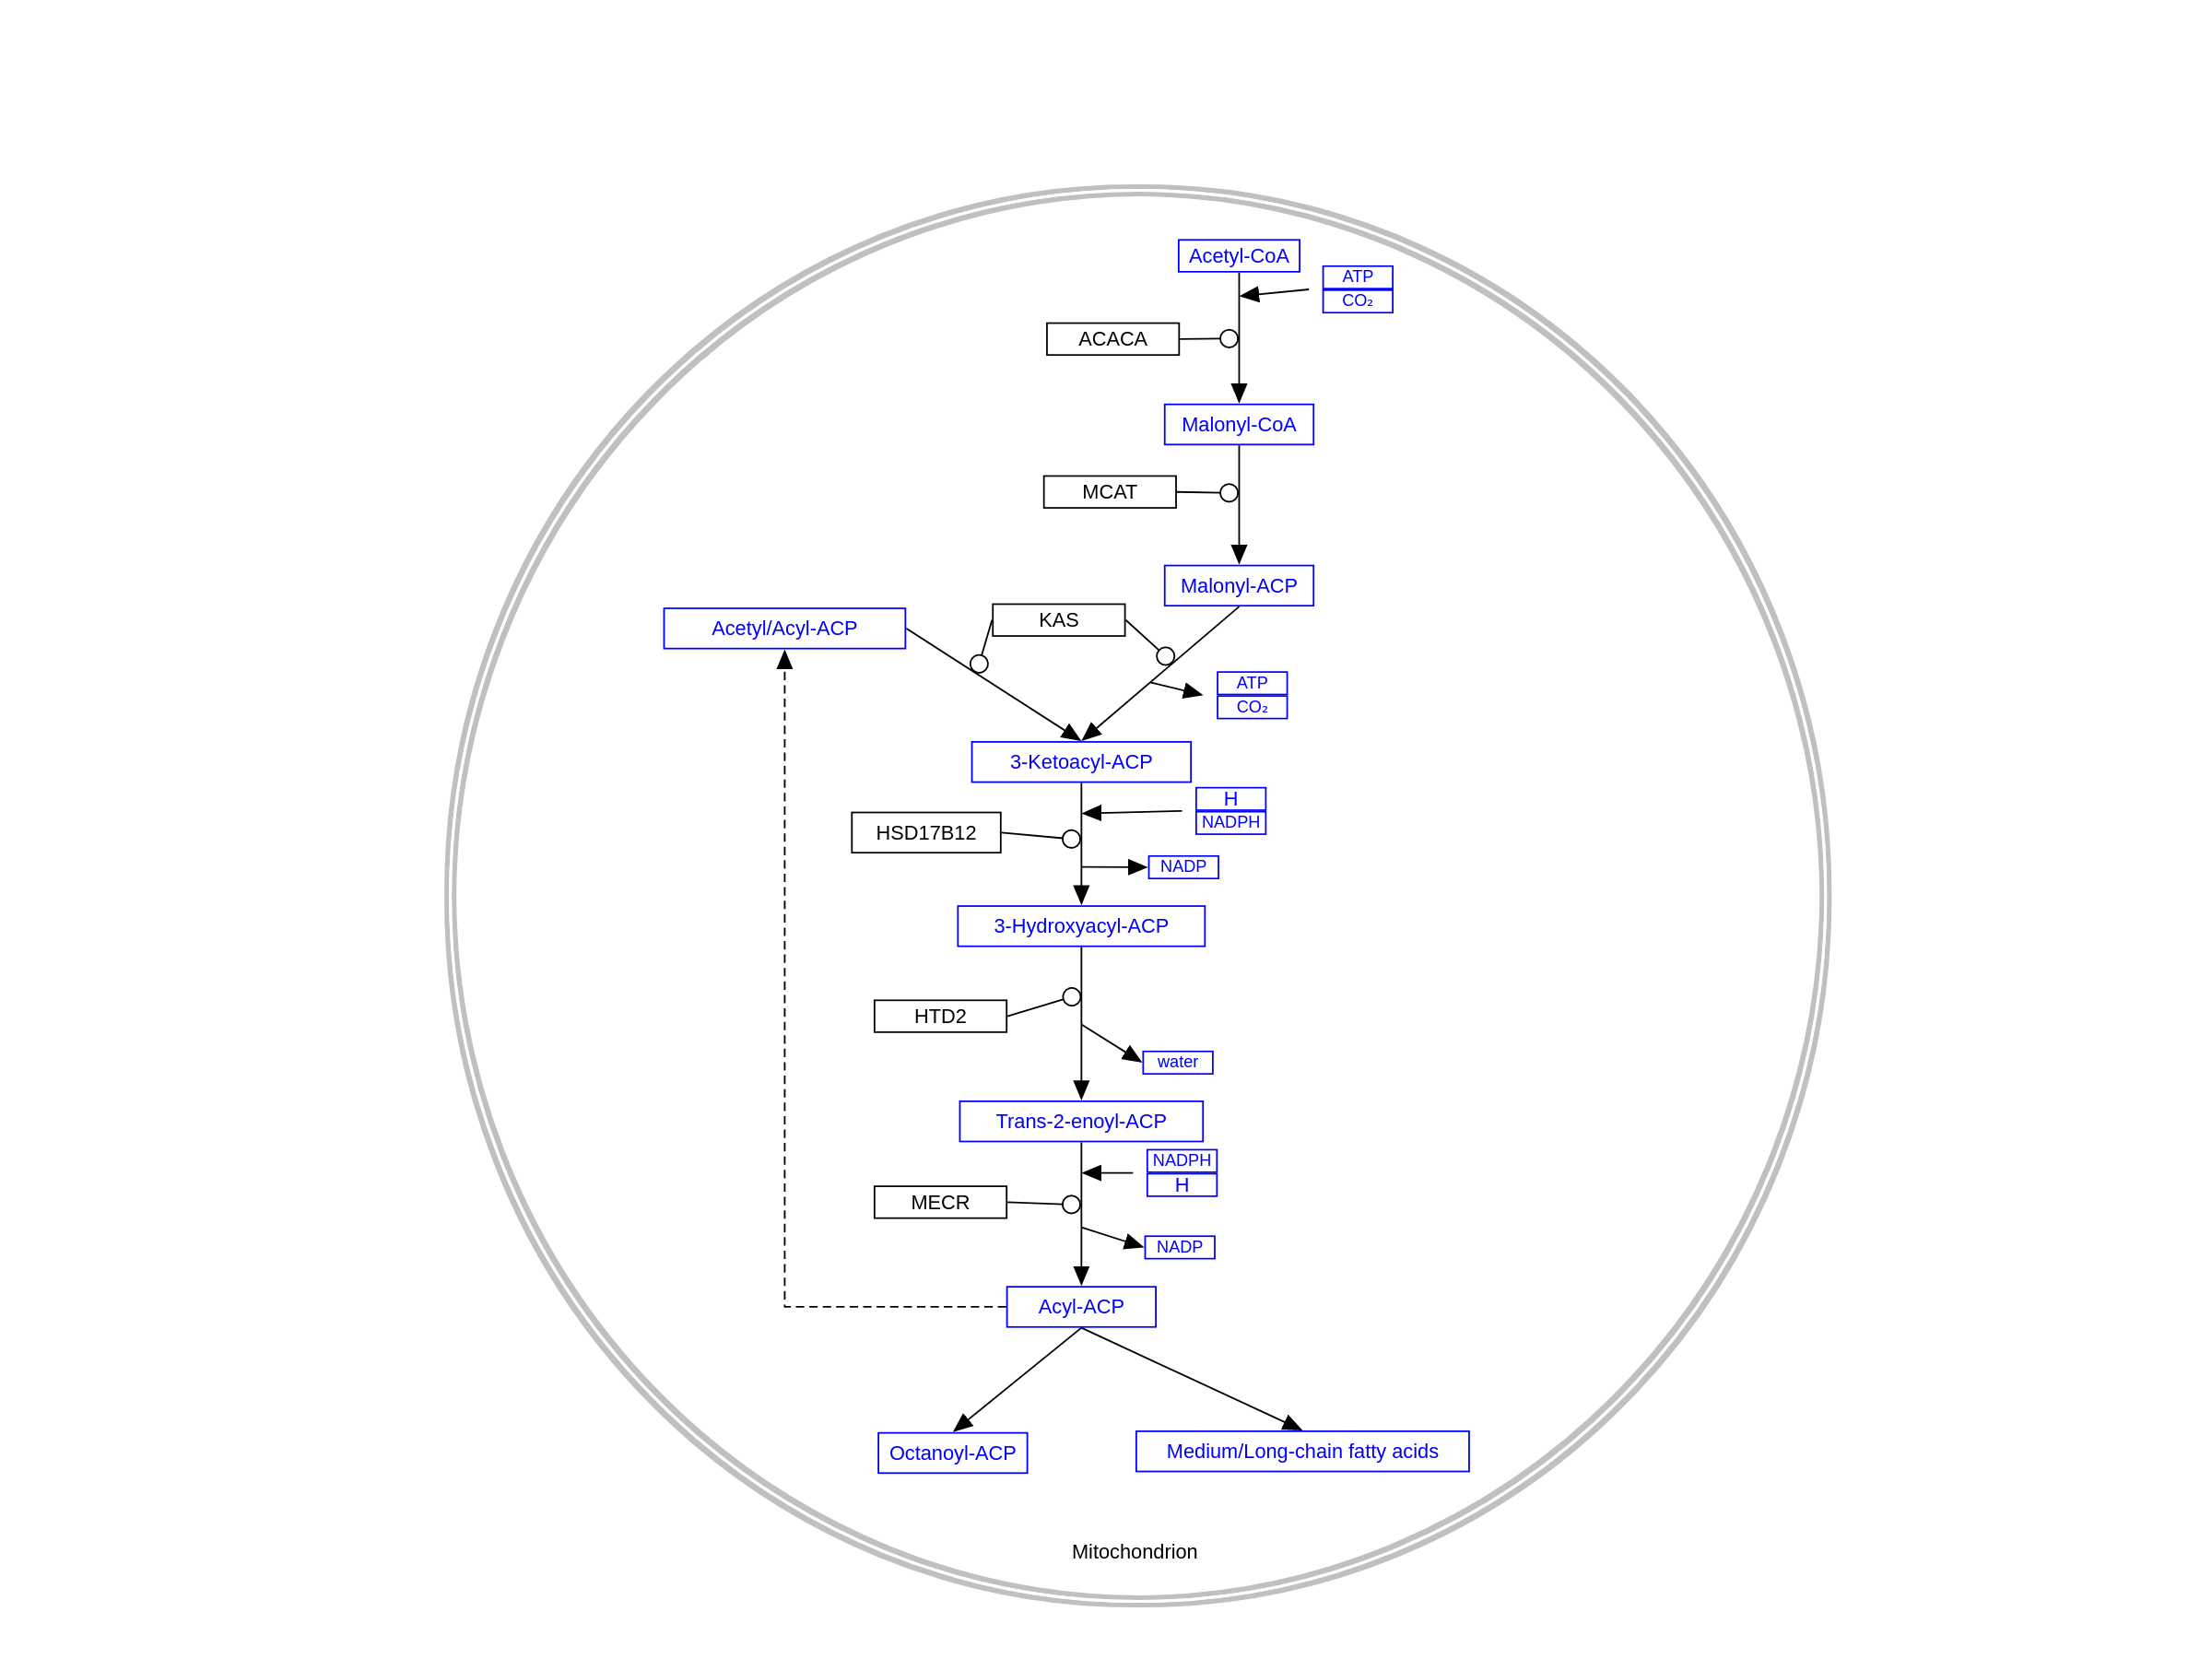 Acetyl-CoA
ATP
CO₂
ACACA
Malonyl-CoA
MCAT
Malonyl-ACP
KAS
Acetyl/Acyl-ACP
ATP
CO₂
3-Ketoacyl-ACP
H
NADPH
HSD17B12
NADP
3-Hydroxyacyl-ACP
HTD2
water
Trans-2-enoyl-ACP
NADPH
H
MECR
NADP
Acyl-ACP
Octanoyl-ACP
Medium/Long-chain fatty acids
Mitochondrion